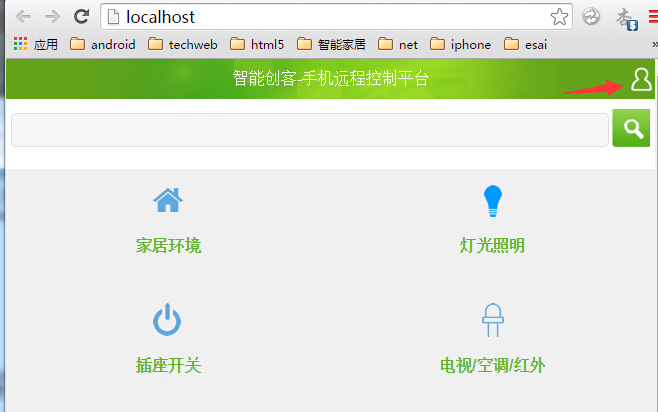 localhost
应用 android techweb html5 智能家居 net iphone esai »
智能创客-手机远程控制平台
家居环境 灯光照明
插座开关 电视/空调/红外